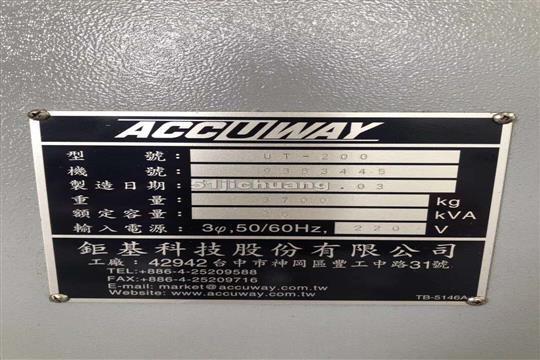 ACCUWAY
型號: UT-200
機號: 9383445
製造日期: 51jichuang .03
重量: 3700 kg
額定容量: kVA
輸入電源: 3φ,50/60Hz, 220 V
鉅基科技股份有限公司
工廠:42942台中市神岡區豐工中路31號
TEL:+886-4-25209588
FAX:+886-4-25209716
E-mail: market@accuway.com.tw
Website: www.accuway.com.tw
TB-5146A